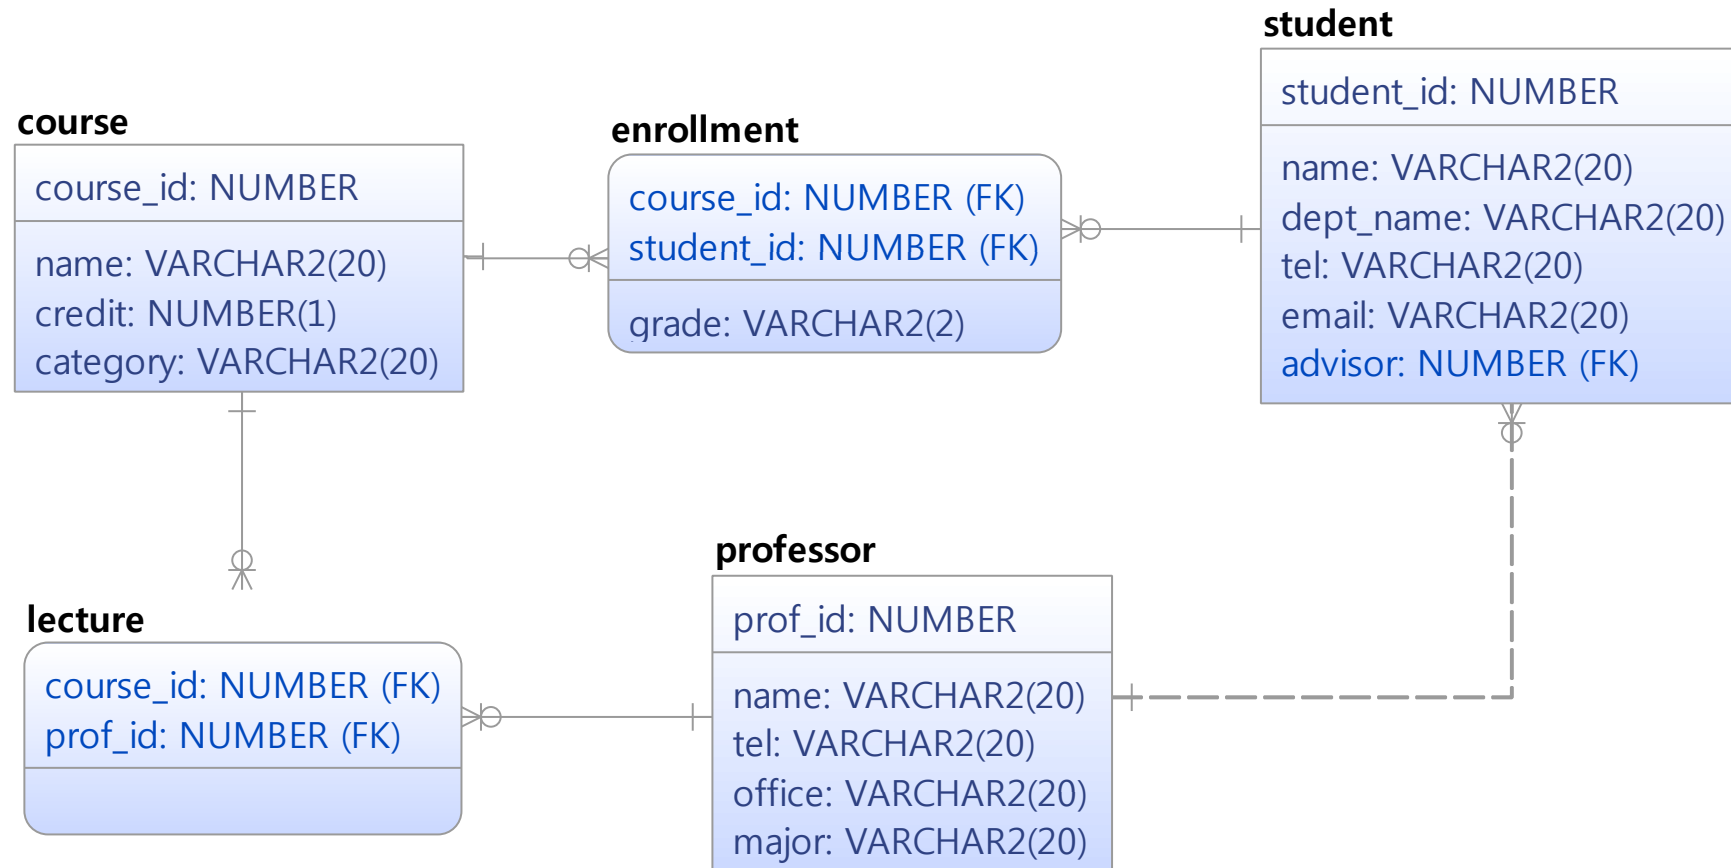 course
course_id: NUMBER
name: VARCHAR2(20)
credit: NUMBER(1)
category: VARCHAR2(20)
enrollment
course_id: NUMBER (FK)
student_id: NUMBER (FK)
grade: VARCHAR2(2)
student
student_id: NUMBER
name: VARCHAR2(20)
dept_name: VARCHAR2(20)
tel: VARCHAR2(20)
email: VARCHAR2(20)
advisor: NUMBER (FK)
lecture
course_id: NUMBER (FK)
prof_id: NUMBER (FK)
professor
prof_id: NUMBER
name: VARCHAR2(20)
tel: VARCHAR2(20)
office: VARCHAR2(20)
major: VARCHAR2(20)